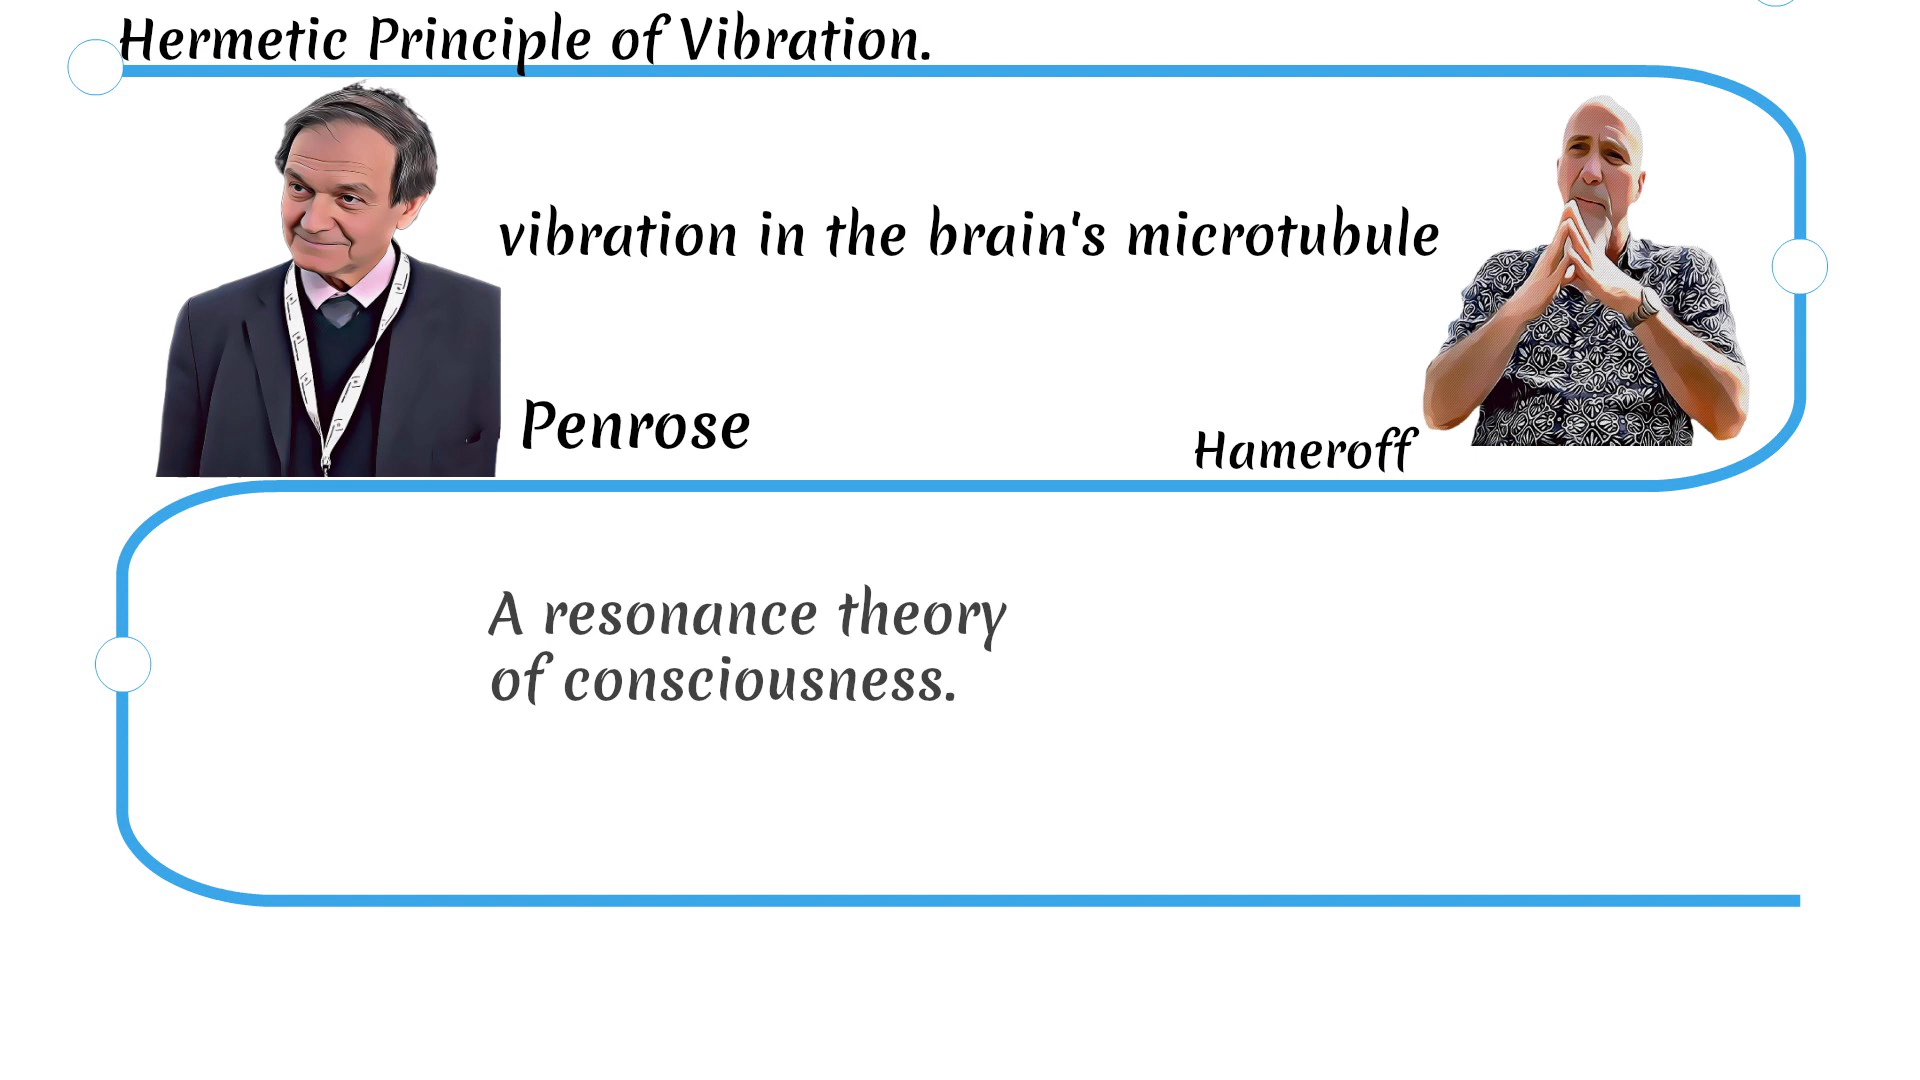 Hermetic Principle of Vibration.
vibration in the brain's microtubule
Penrose
Hameroff
A resonance theory
of consciousness.